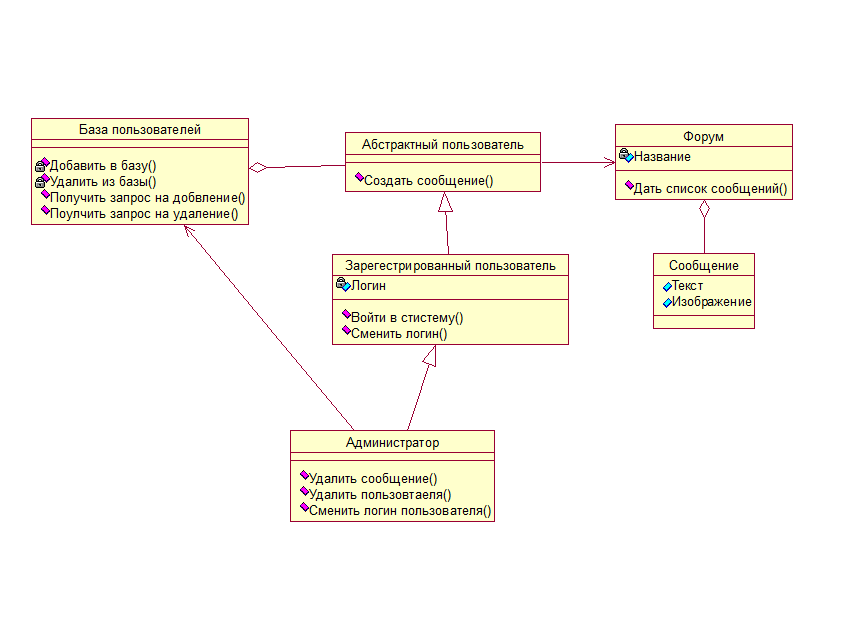 База пользователей
Добавить в базу()
Удалить из базы()
Получить запрос на добвление()
Поулчить запрос на удаление()
Абстрактный пользователь
Создать сообщение()
Форум
Название
Дать список сообщений()
Зарегестрированный пользователь
Логин
Войти в стистему()
Сменить логин()
Сообщение
Текст
Изображение
Администратор
Удалить сообщение()
Удалить пользовтаеля()
Сменить логин пользователя()